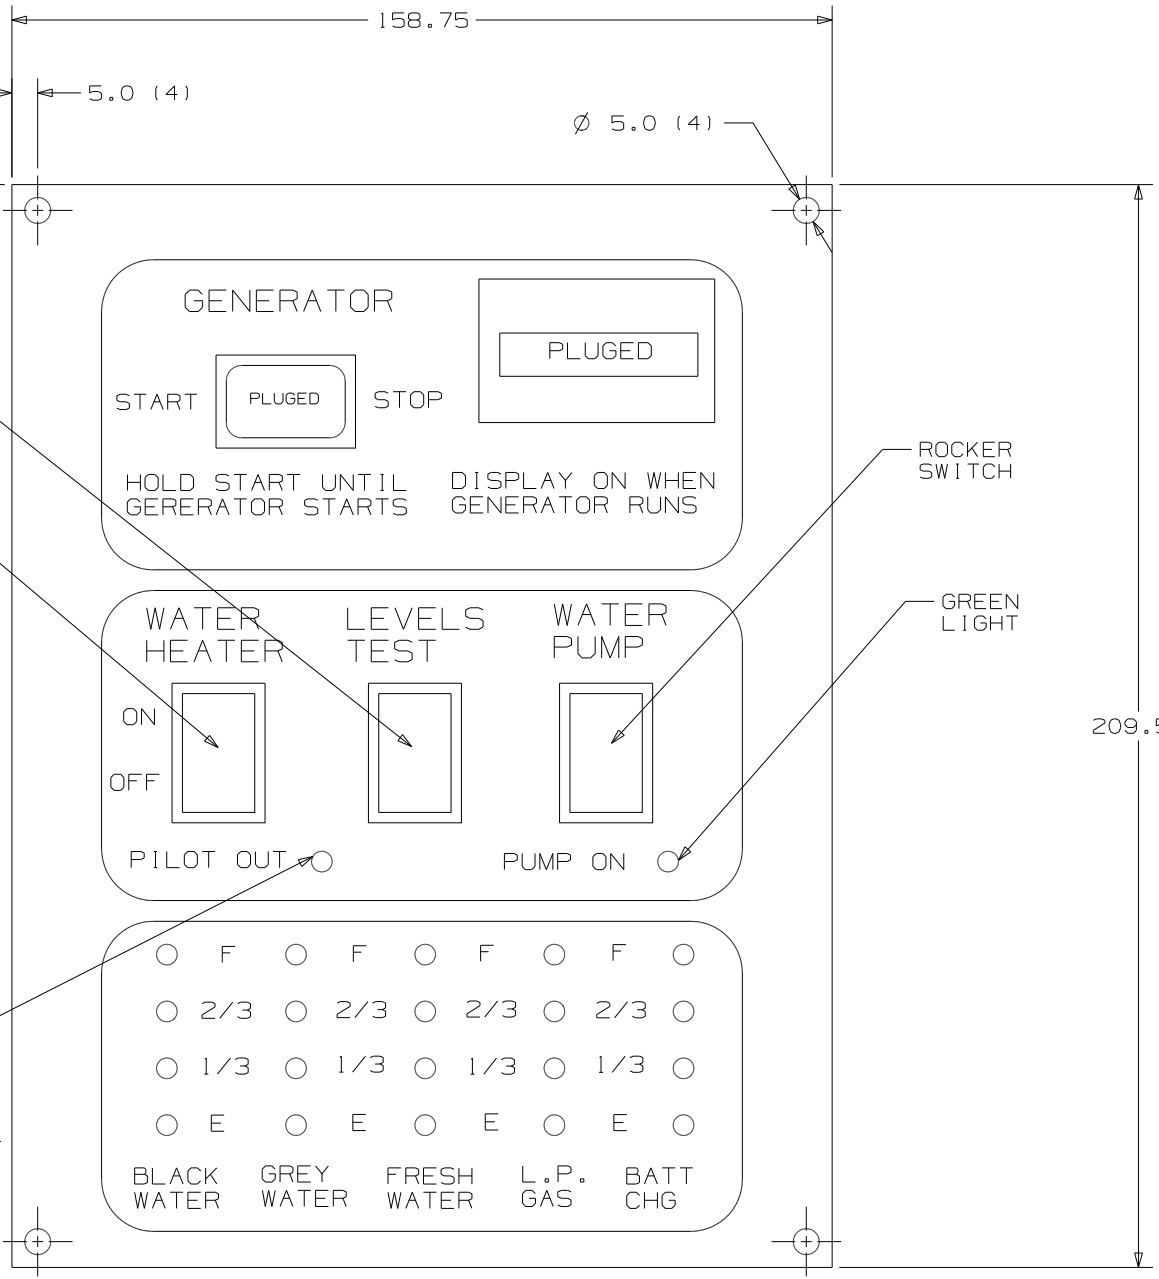 158.75
5.0 (4)
Ø 5.0 (4)
GENERATOR
PLUGED
START
PLUGED
STOP
HOLD START UNTIL
GERERATOR STARTS
DISPLAY ON WHEN
GENERATOR RUNS
ROCKER
SWITCH
WATER
HEATER
LEVELS
TEST
WATER
PUMP
GREEN
LIGHT
ON
OFF
209.5
PILOT OUT
PUMP ON
F F F F
2/3 2/3 2/3 2/3
1/3 1/3 1/3 1/3
E E E E
BLACK
WATER
GREY
WATER
FRESH
WATER
L.P.
GAS
BATT
CHG